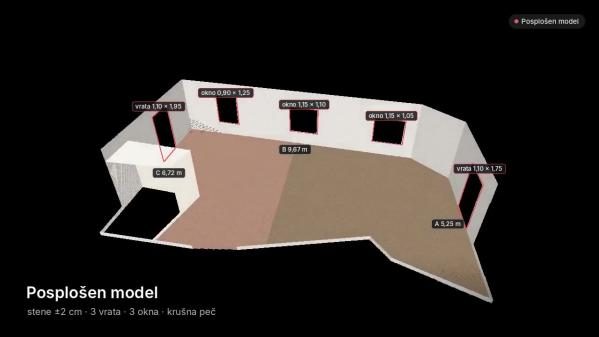 Posplošen model
okno 0,90 × 1,25
vrata 1,10 × 1,95
okno 1,15 × 1,10
okno 1,15 × 1,05
B 9,67 m
vrata 1,10 × 1,75
C 6,72 m
A 5,25 m
Posplošen model
stene ±2 cm · 3 vrata · 3 okna · krušna peč